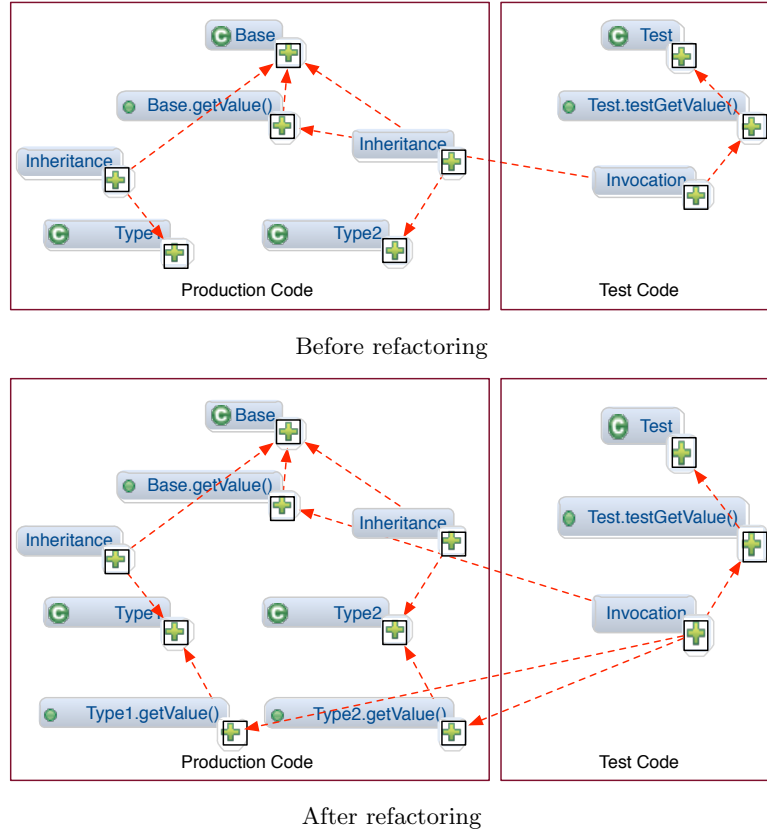 C Base
C Test
Base.getValue()
Test.testGetValue()
Inheritance
Inheritance
Invocation
C Type1
C Type2
Production Code
Test Code
Before refactoring
C Base
C Test
Base.getValue()
Test.testGetValue()
Inheritance
Inheritance
C Type1
C Type2
Invocation
Type1.getValue()
Type2.getValue()
Production Code
Test Code
After refactoring